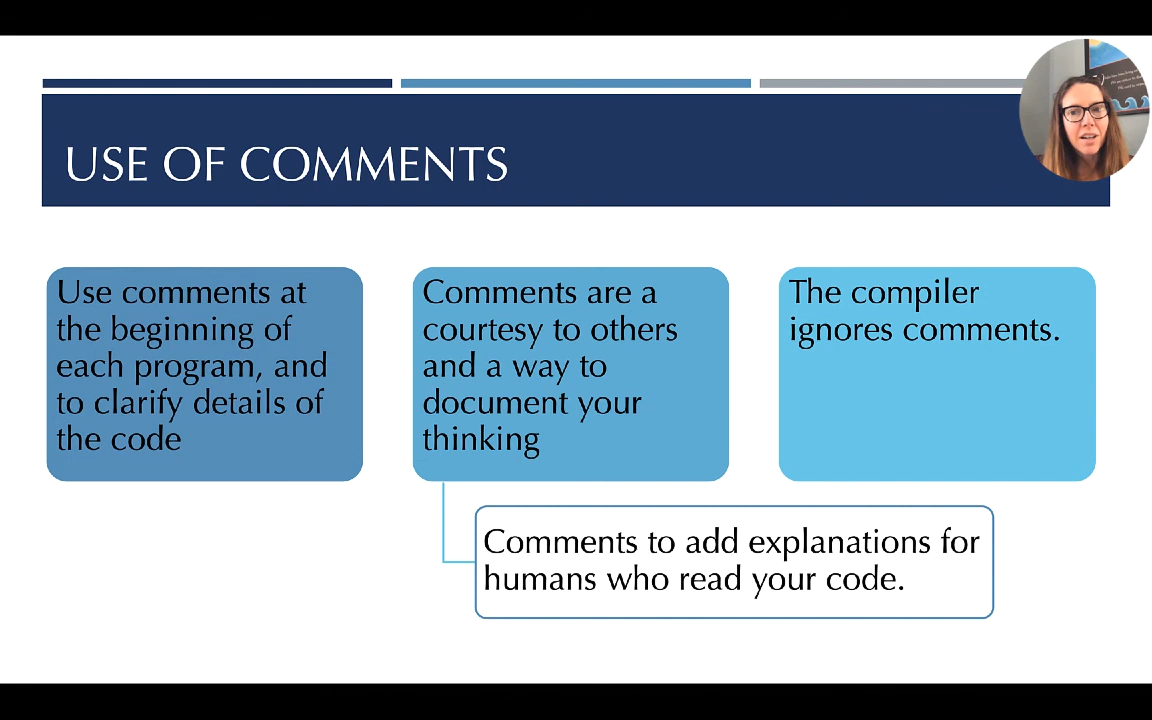 USE OF COMMENTS
Use comments at
the beginning of
each program, and
to clarify details of
the code
Comments are a
courtesy to others
and a way to
document your
thinking
The compiler
ignores comments.
Comments to add explanations for
humans who read your code.